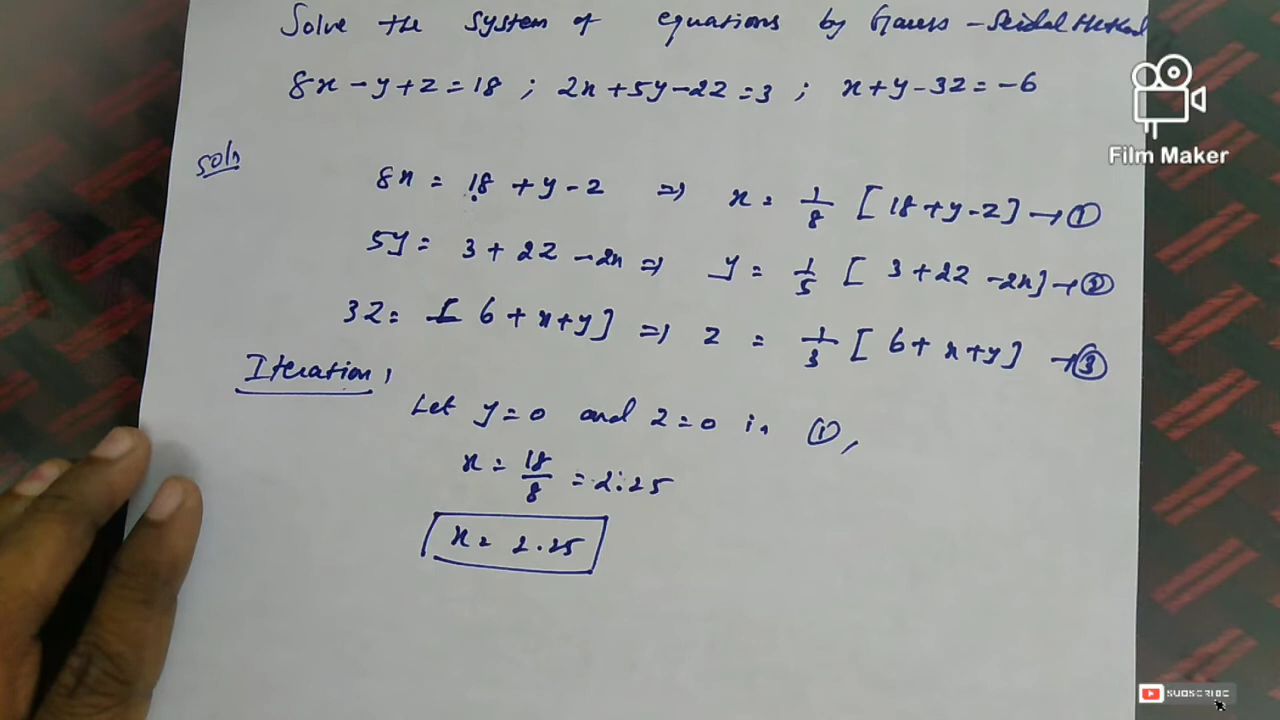 Solve the System of equations by Gauss - Seidal Method
8x - y + z = 18 ; 2x + 5y - 2z = 3 ; x + y - 3z = -6
Film Maker
Soln
8x = 18 + y - z ⇒ x = 1/8 [ 18 + y - z ] → ①
5y = 3 + 2z - 2x ⇒ y = 1/5 [ 3 + 2z - 2x ] → ②
3z = [ 6 + x + y ] ⇒ z = 1/3 [ 6 + x + y ] → ③
Iteration 1
Let y = 0 and z = 0 in ①,
x = 18/8 = 2.25
x = 2.25
SUBSCRIBE